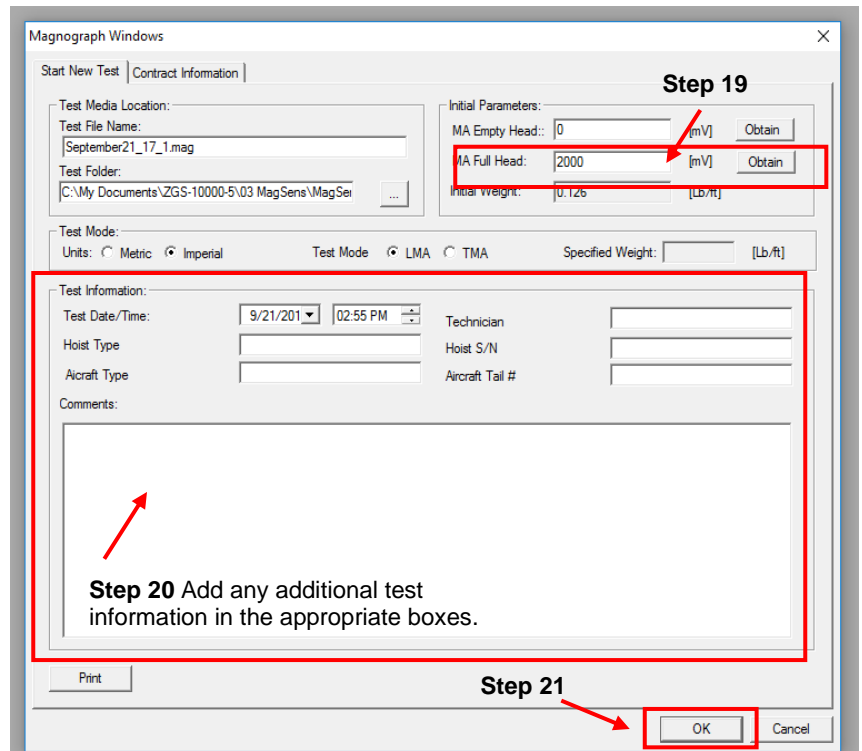 Magnograph Windows
Start New Test Contract Information
Step 19
Test Media Location:
Test File Name:
September21_17_1.mag
Test Folder:
C:\My Documents\ZGS-10000-5\03 MagSens\MagSer ...
Initial Parameters:
MA Empty Head:: 0 [mV] Obtain
MA Full Head: 2000 [mV] Obtain
Initial Weight: 0.126 [Lb/ft]
Test Mode:
Units: Metric Imperial Test Mode LMA TMA Specified Weight: [Lb/ft]
Test Information:
Test Date/Time: 9/21/201 02:55 PM Technician
Hoist Type Hoist S/N
Aicraft Type Aircraft Tail #
Comments:
Step 20 Add any additional test
information in the appropriate boxes.
Print
Step 21
OK Cancel